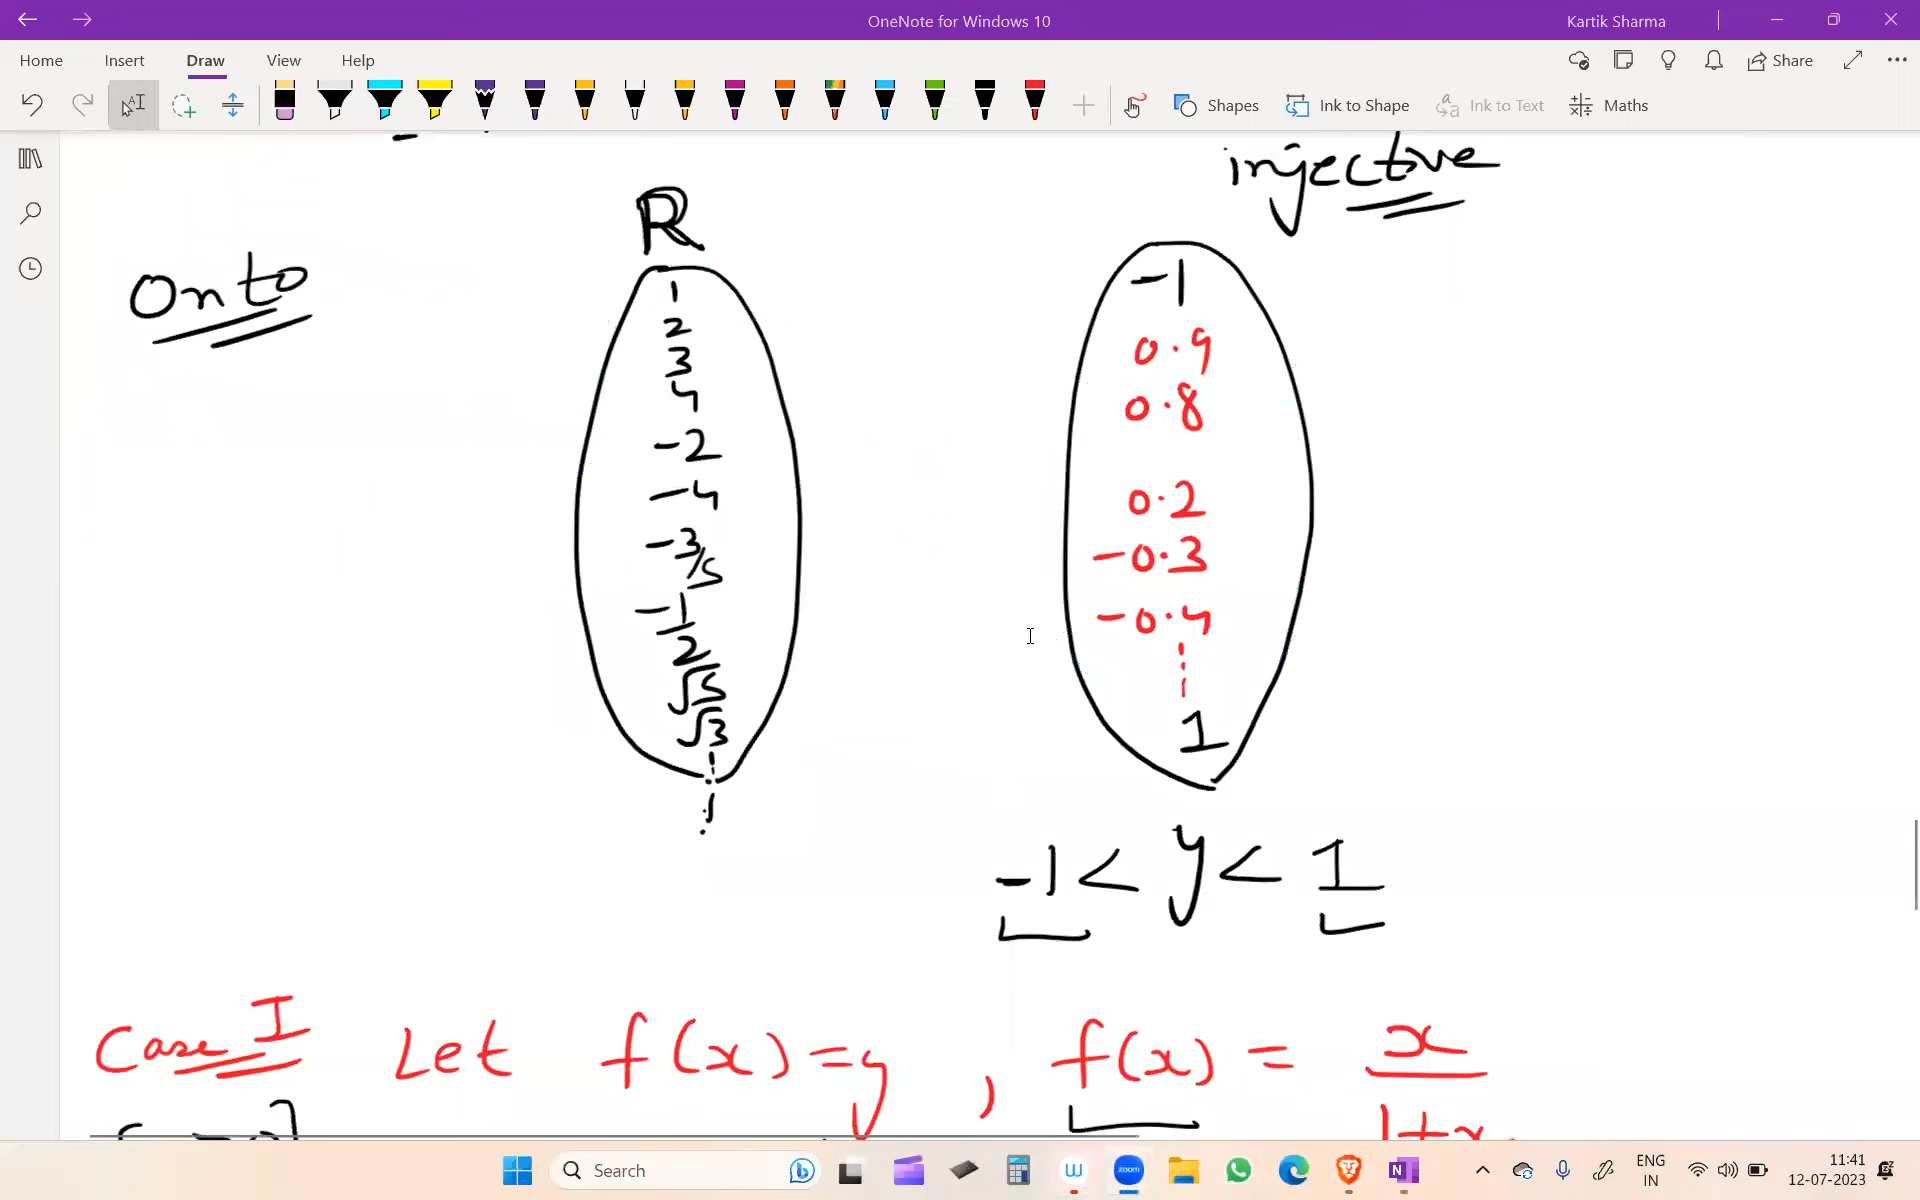 OneNote for Windows 10
Kartik Sharma
Home Insert Draw View Help
Share
Shapes Ink to Shape Ink to Text Maths
injective
R
Onto
1
2
3
4
-2
-4
-3/5
-1/2
√5
√3
-1
0.9
0.8
0.2
-0.3
-0.4
1
-1 < y < 1
Case I Let f(x) = y , f(x) = x
1+x
Search
zoom
ENG
IN
11:41
12-07-2023